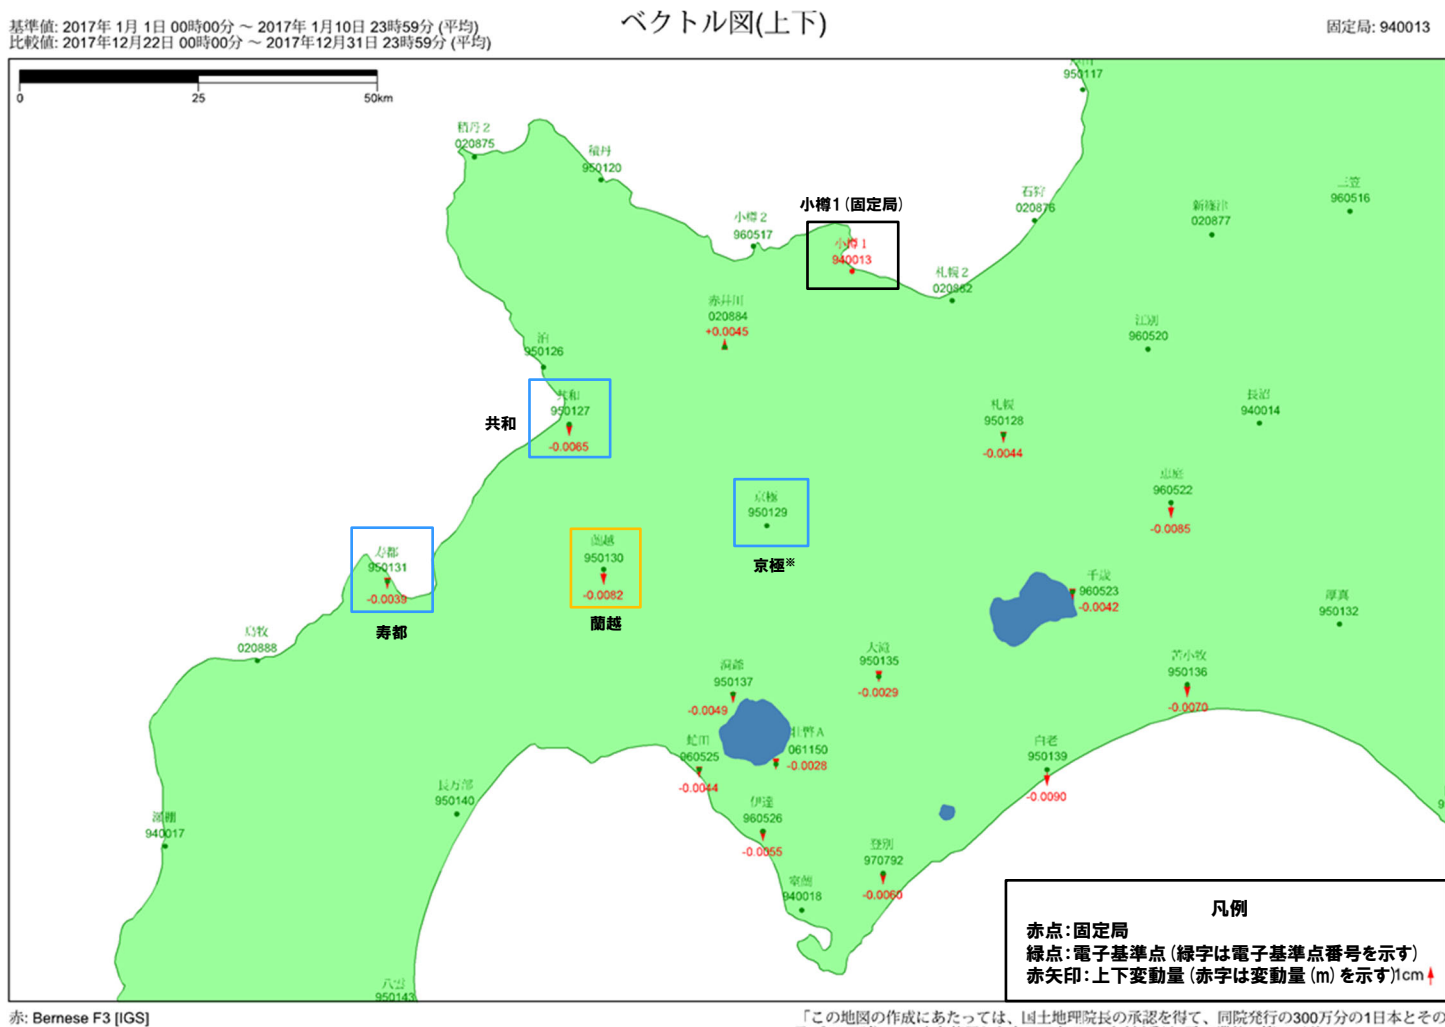 ベクトル図(上下)
基準値: 2017年 1月 1日 00時00分 ～ 2017年 1月10日 23時59分 (平均)
比較値: 2017年12月22日 00時00分 ～ 2017年12月31日 23時59分 (平均)
固定局: 940013
0 25 50km
950117
積丹2
020875
積丹
950120
三笠
960516
石狩
020876
新篠津
020877
小樽1(固定局)
小樽2
960517
小樽1
940013
札幌2
020882
赤井川
020884
+0.0045
江別
960520
泊
950126
共和
共和
950127
-0.0065
長沼
940014
札幌
950128
-0.0044
恵庭
960522
-0.0085
京極
950129
京極※
寿都
950131
-0.0039
寿都
蘭越
950130
-0.0082
蘭越
千歳
960523
-0.0042
厚真
950132
島牧
020888
大滝
950135
-0.0029
苫小牧
950136
-0.0070
洞爺
950137
-0.0049
壮瞥A
061150
-0.0028
虻田
960525
-0.0044
白老
950139
-0.0090
長万部
950140
伊達
960526
-0.0055
瀬棚
940017
登別
970792
-0.0060
室蘭
940018
八雲
950143
9
凡例
赤点:固定局
緑点:電子基準点(緑字は電子基準点番号を示す)
赤矢印:上下変動量(赤字は変動量(m)を示す)1cm
赤: Bernese F3 [IGS]
「この地図の作成にあたっては、国土地理院長の承認を得て、同院発行の300万分の1日本とその